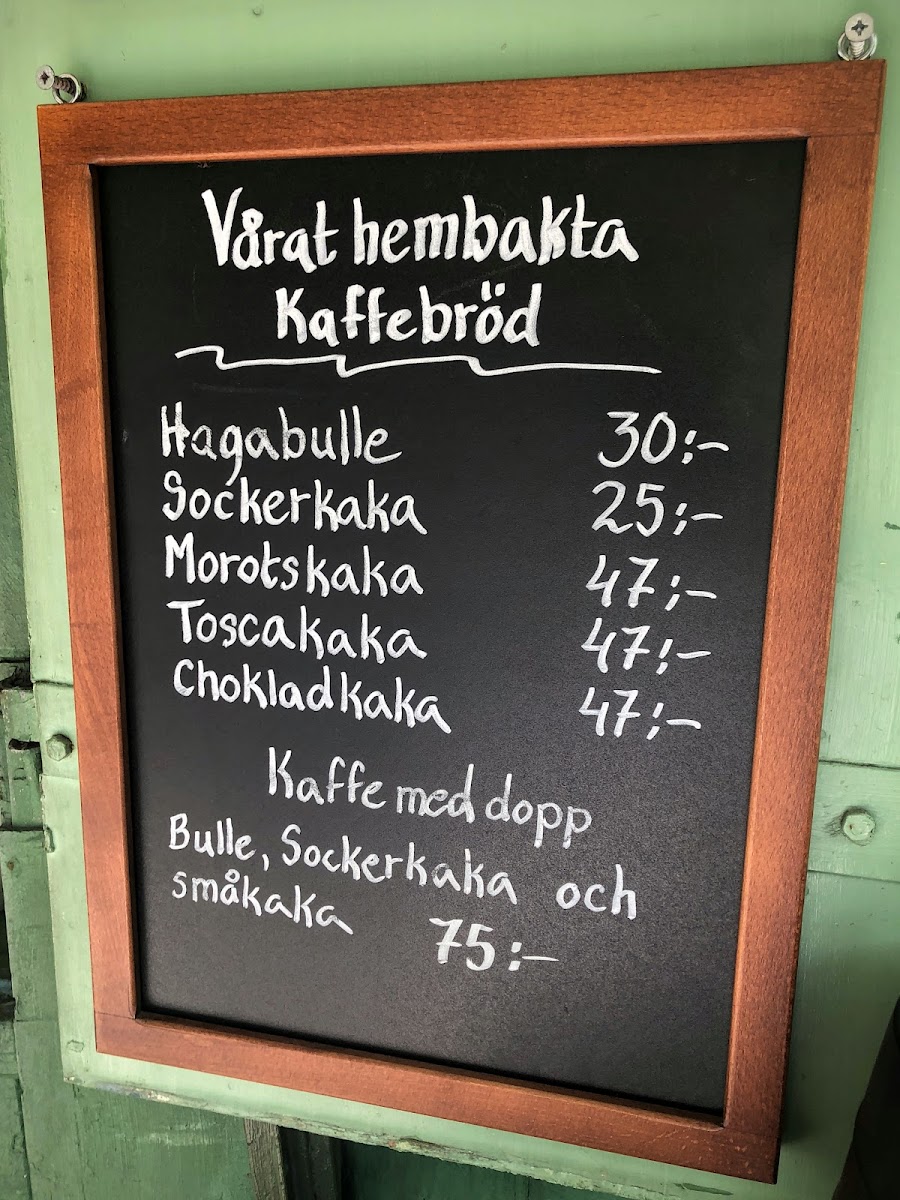 Vårat hembakta
Kaffebröd
Hagabulle 30:-
Sockerkaka 25:-
Morotskaka 47:-
Toscakaka 47:-
Chokladkaka 47:-
Kaffe med dopp
Bulle, Sockerkaka och
småkaka 75:-